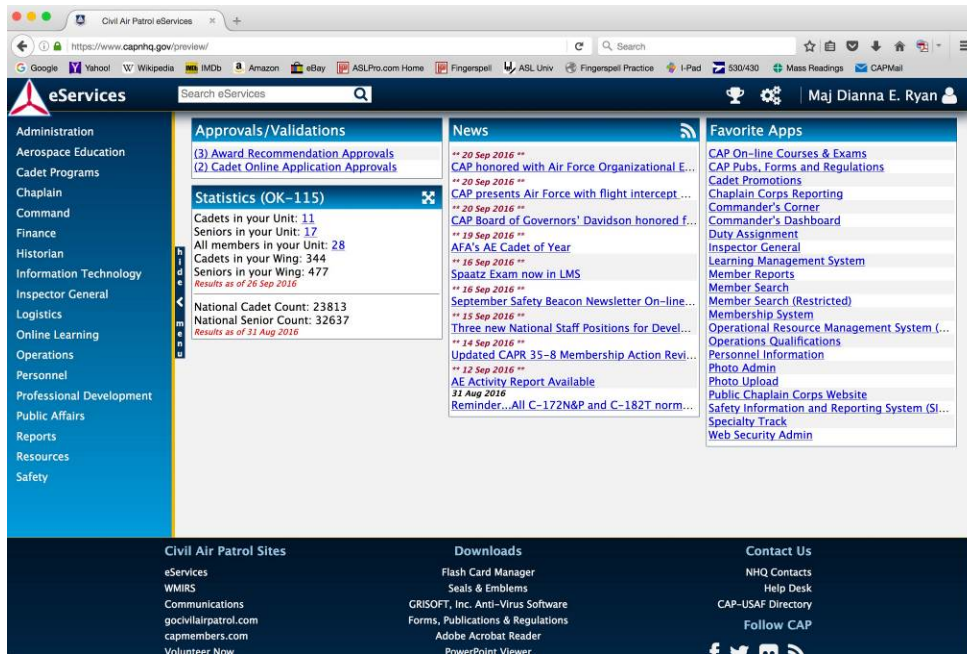 Civil Air Patrol eServices
https://www.capnhq.gov/preview/
Search
Google Yahoo Wikipedia IMDb Amazon eBay ASLPro.com Home Fingerspell ASL Univ Fingerspell Practice I-Pad 530/430 Mass Readings CAPMail
eServices
Search eServices
Maj Dianna E. Ryan
Administration
Aerospace Education
Cadet Programs
Chaplain
Command
Finance
Historian
Information Technology
Inspector General
Logistics
Online Learning
Operations
Personnel
Professional Development
Public Affairs
Reports
Resources
Safety
hide menu
Approvals/Validations
(3) Award Recommendation Approvals
(2) Cadet Online Application Approvals
Statistics (OK-115)
Cadets in your Unit: 11
Seniors in your Unit: 17
All members in your Unit: 28
Cadets in your Wing: 344
Seniors in your Wing: 477
Results as of 26 Sep 2016
National Cadet Count: 23813
National Senior Count: 32637
Results as of 31 Aug 2016
News
** 20 Sep 2016 **
CAP honored with Air Force Organizational E...
** 20 Sep 2016 **
CAP presents Air Force with flight intercept ...
** 20 Sep 2016 **
CAP Board of Governors' Davidson honored f...
** 19 Sep 2016 **
AFA's AE Cadet of Year
** 16 Sep 2016 **
Spaatz Exam now in LMS
** 16 Sep 2016 **
September Safety Beacon Newsletter On-line...
** 15 Sep 2016 **
Three new National Staff Positions for Devel...
** 14 Sep 2016 **
Updated CAPR 35-8 Membership Action Revi...
** 12 Sep 2016 **
AE Activity Report Available
31 Aug 2016
Reminder...All C-172N&P and C-182T norm...
Favorite Apps
CAP On-line Courses & Exams
CAP Pubs, Forms and Regulations
Cadet Promotions
Chaplain Corps Reporting
Commander's Corner
Commander's Dashboard
Duty Assignment
Inspector General
Learning Management System
Member Reports
Member Search
Member Search (Restricted)
Membership System
Operational Resource Management System (...
Operations Qualifications
Personnel Information
Photo Admin
Photo Upload
Public Chaplain Corps Website
Safety Information and Reporting System (SI...
Specialty Track
Web Security Admin
Civil Air Patrol Sites
eServices
WMIRS
Communications
gocivilairpatrol.com
capmembers.com
Volunteer Now
Downloads
Flash Card Manager
Seals & Emblems
GRISOFT, Inc. Anti-Virus Software
Forms, Publications & Regulations
Adobe Acrobat Reader
PowerPoint Viewer
Contact Us
NHQ Contacts
Help Desk
CAP-USAF Directory
Follow CAP